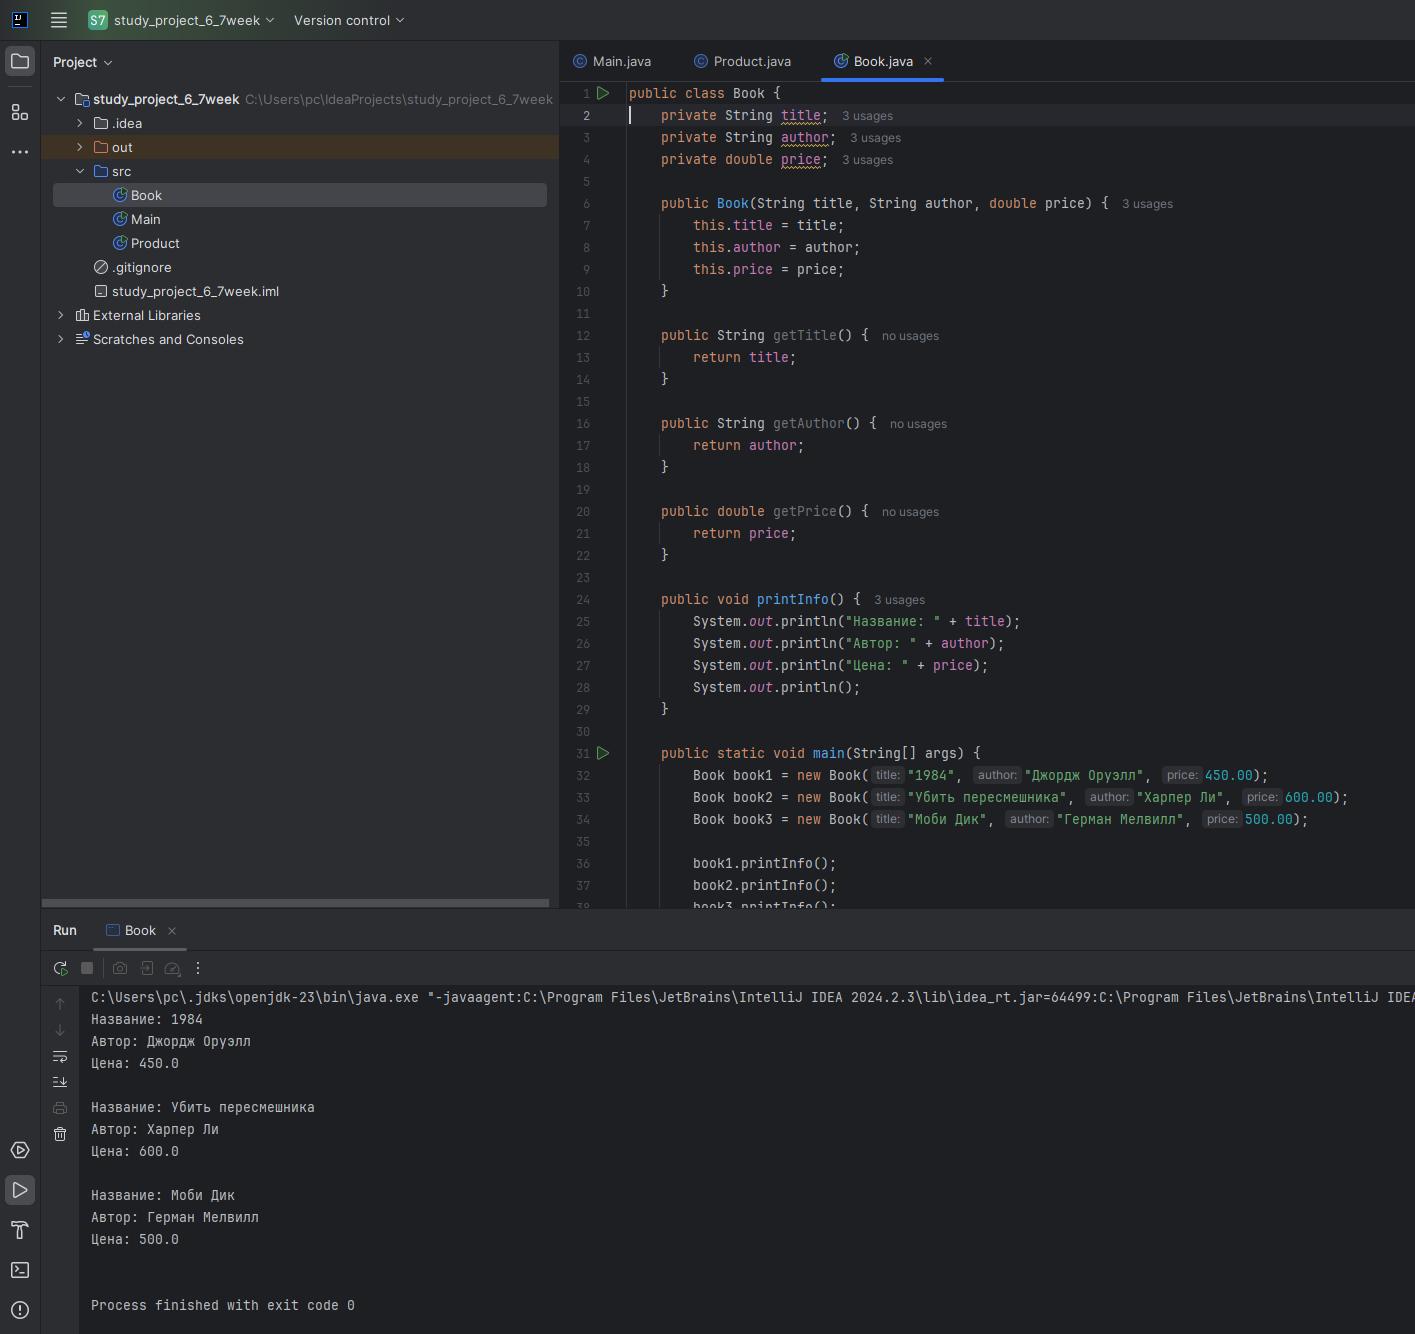 S7 study_project_6_7week Version control
Project
study_project_6_7week C:\Users\pc\IdeaProjects\study_project_6_7week
.idea
out
src
Book
Main
Product
.gitignore
study_project_6_7week.iml
External Libraries
Scratches and Consoles
Main.java Product.java Book.java
1 public class Book {
2 private String title; 3 usages
3 private String author; 3 usages
4 private double price; 3 usages
5
6 public Book(String title, String author, double price) { 3 usages
7 this.title = title;
8 this.author = author;
9 this.price = price;
10 }
11
12 public String getTitle() { no usages
13 return title;
14 }
15
16 public String getAuthor() { no usages
17 return author;
18 }
19
20 public double getPrice() { no usages
21 return price;
22 }
23
24 public void printInfo() { 3 usages
25 System.out.println("Название: " + title);
26 System.out.println("Автор: " + author);
27 System.out.println("Цена: " + price);
28 System.out.println();
29 }
30
31 public static void main(String[] args) {
32 Book book1 = new Book( title: "1984", author: "Джордж Оруэлл", price: 450.00);
33 Book book2 = new Book( title: "Убить пересмешника", author: "Харпер Ли", price: 600.00);
34 Book book3 = new Book( title: "Моби Дик", author: "Герман Мелвилл", price: 500.00);
35
36 book1.printInfo();
37 book2.printInfo();
38 book3.printInfo();
Run Book
C:\Users\pc\.jdks\openjdk-23\bin\java.exe "-javaagent:C:\Program Files\JetBrains\IntelliJ IDEA 2024.2.3\lib\idea_rt.jar=64499:C:\Program Files\JetBrains\IntelliJ IDEA
Название: 1984
Автор: Джордж Оруэлл
Цена: 450.0
Название: Убить пересмешника
Автор: Харпер Ли
Цена: 600.0
Название: Моби Дик
Автор: Герман Мелвилл
Цена: 500.0
Process finished with exit code 0